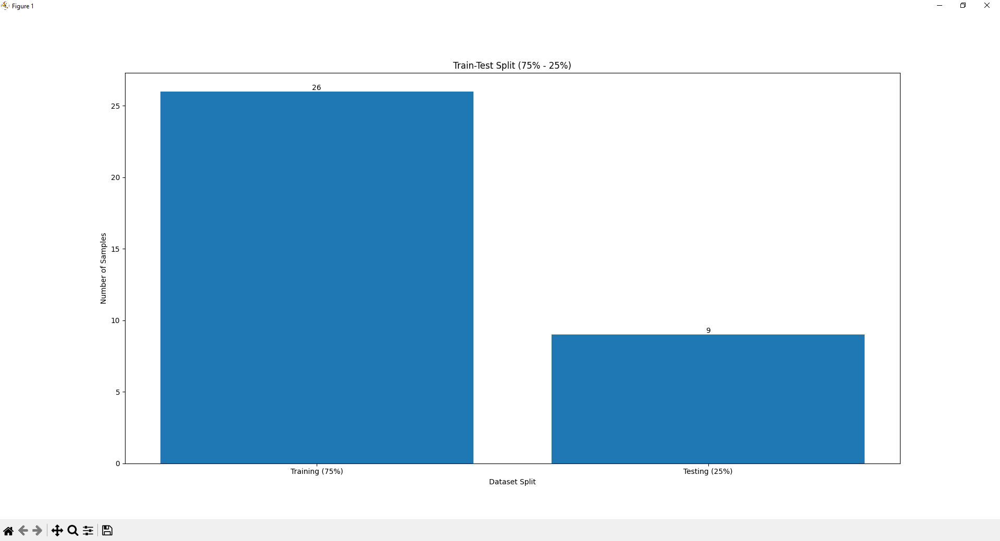 Figure 1
Train-Test Split (75% - 25%)
26
25
20
15
10
9
5
0
Number of Samples
Training (75%)
Testing (25%)
Dataset Split